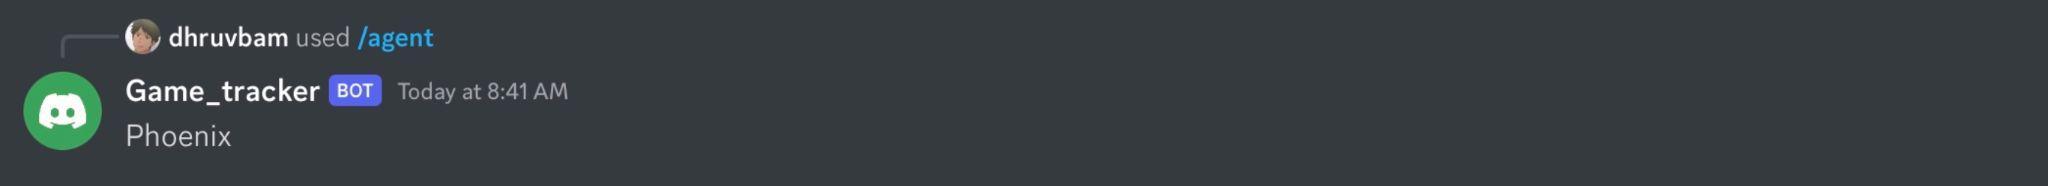 dhruvbam used /agent
Game_tracker BOT Today at 8:41 AM
Phoenix